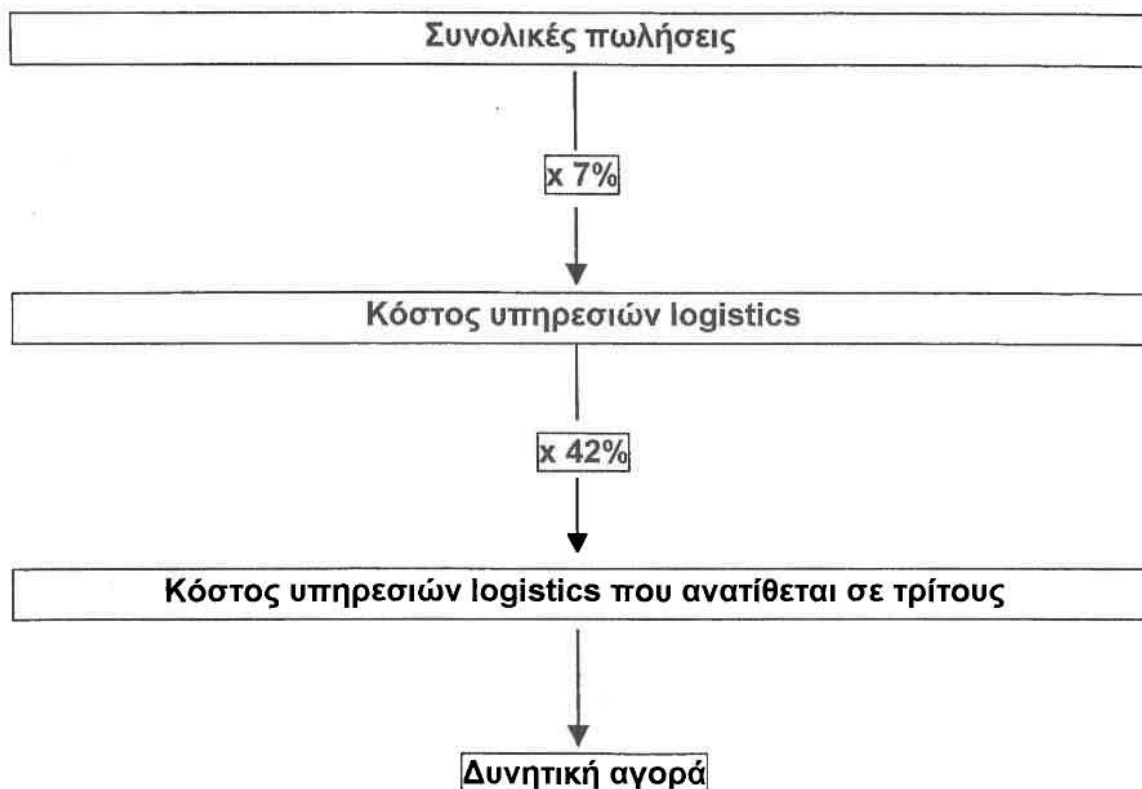 Συνολικές πωλήσεις
x 7%
Κόστος υπηρεσιών logistics
x 42%
Κόστος υπηρεσιών logistics που ανατίθεται σε τρίτους
Δυνητική αγορά